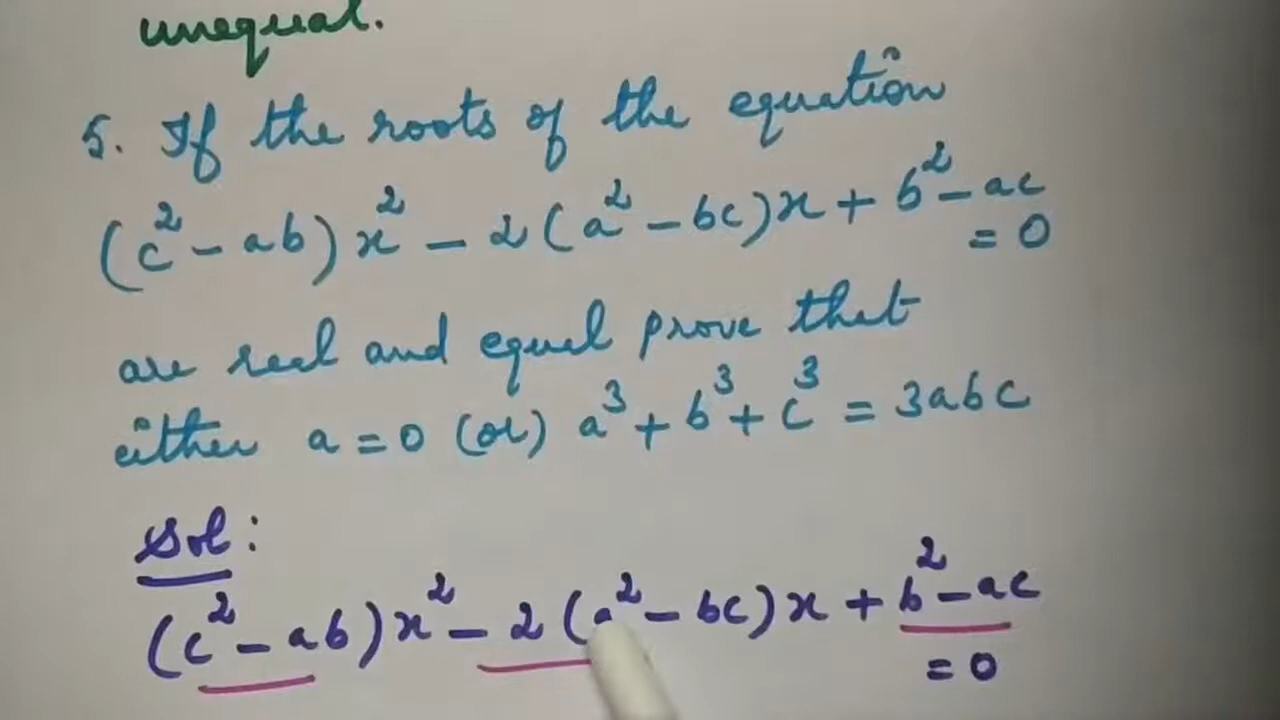 unequal.
5. If the roots of the equation
(c² - ab) x² - 2 (a² - bc) x + b² - ac
= 0
are real and equal prove that
either a = 0 (or) a³ + b³ + c³ = 3abc
Sol:
(c² - ab) x² - 2 (a² - bc) x + b² - ac
= 0